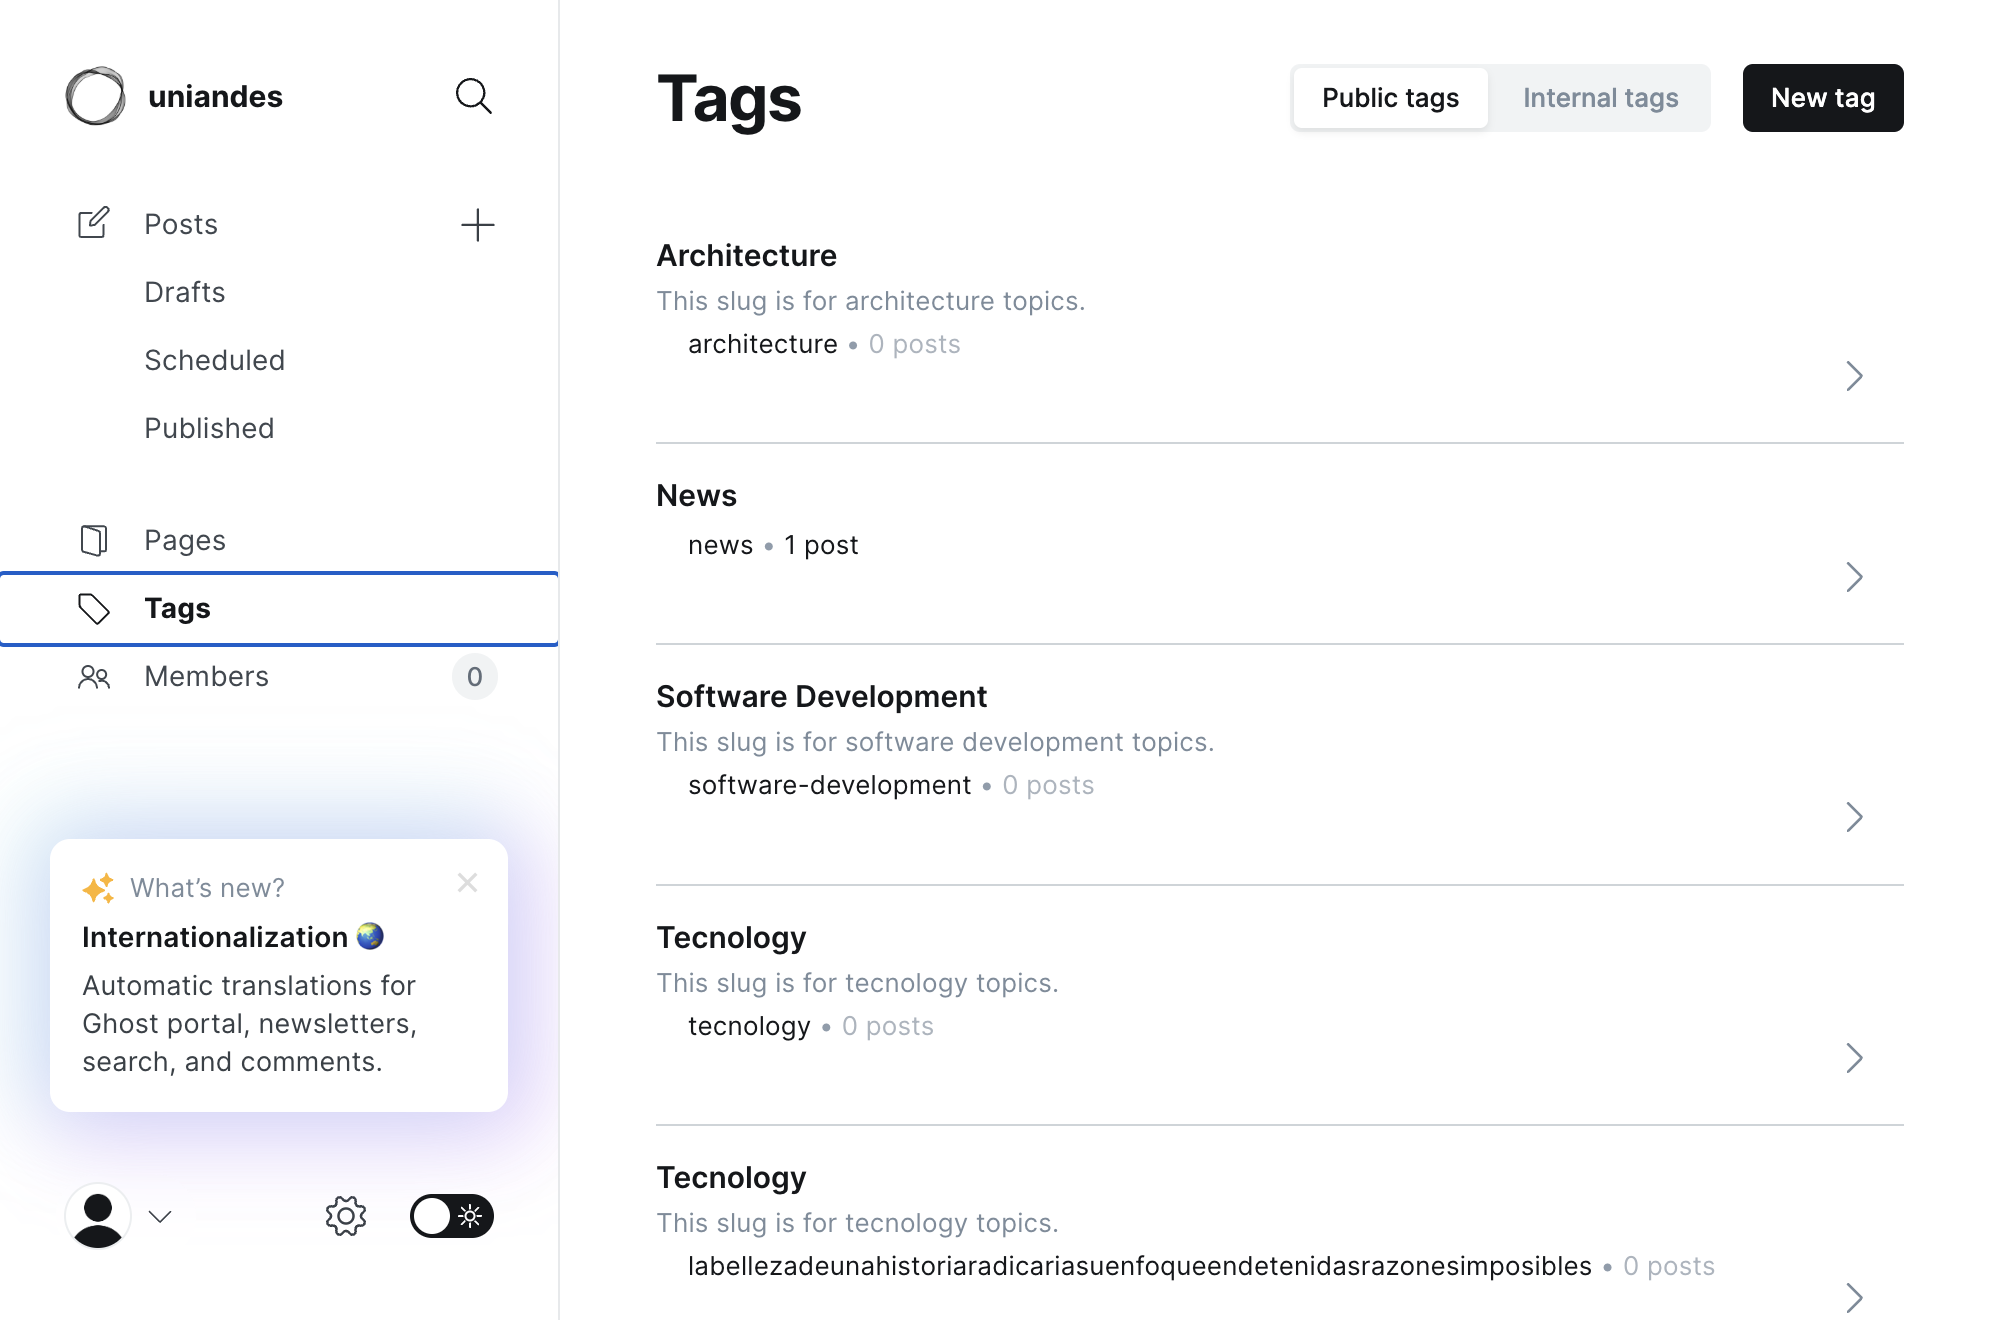 uniandes
Posts
Drafts
Scheduled
Published
Pages
Tags
Members
0
What's new?
Internationalization 🌏
Automatic translations for
Ghost portal, newsletters,
search, and comments.
Tags
Public tags
Internal tags
New tag
Architecture
This slug is for architecture topics.
architecture • 0 posts
News
news • 1 post
Software Development
This slug is for software development topics.
software-development • 0 posts
Tecnology
This slug is for tecnology topics.
tecnology • 0 posts
Tecnology
This slug is for tecnology topics.
labellezadeunahistoriaradicariasuenfoqueendetenidasrazonesimposibles • 0 posts